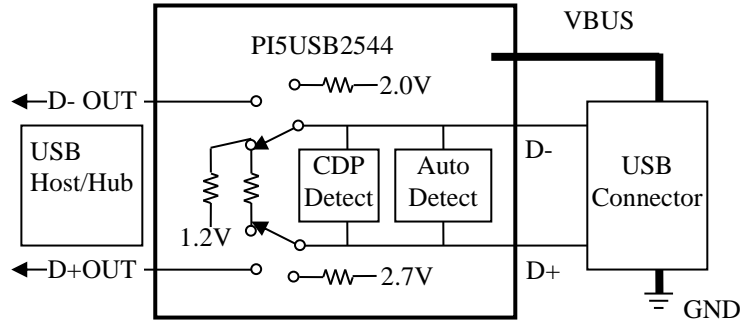 VBUS
PI5USB2544
2.0V
D- OUT
USB
Host/Hub
D-
CDP
Detect
Auto
Detect
USB
Connector
1.2V
D+OUT
2.7V
D+
GND